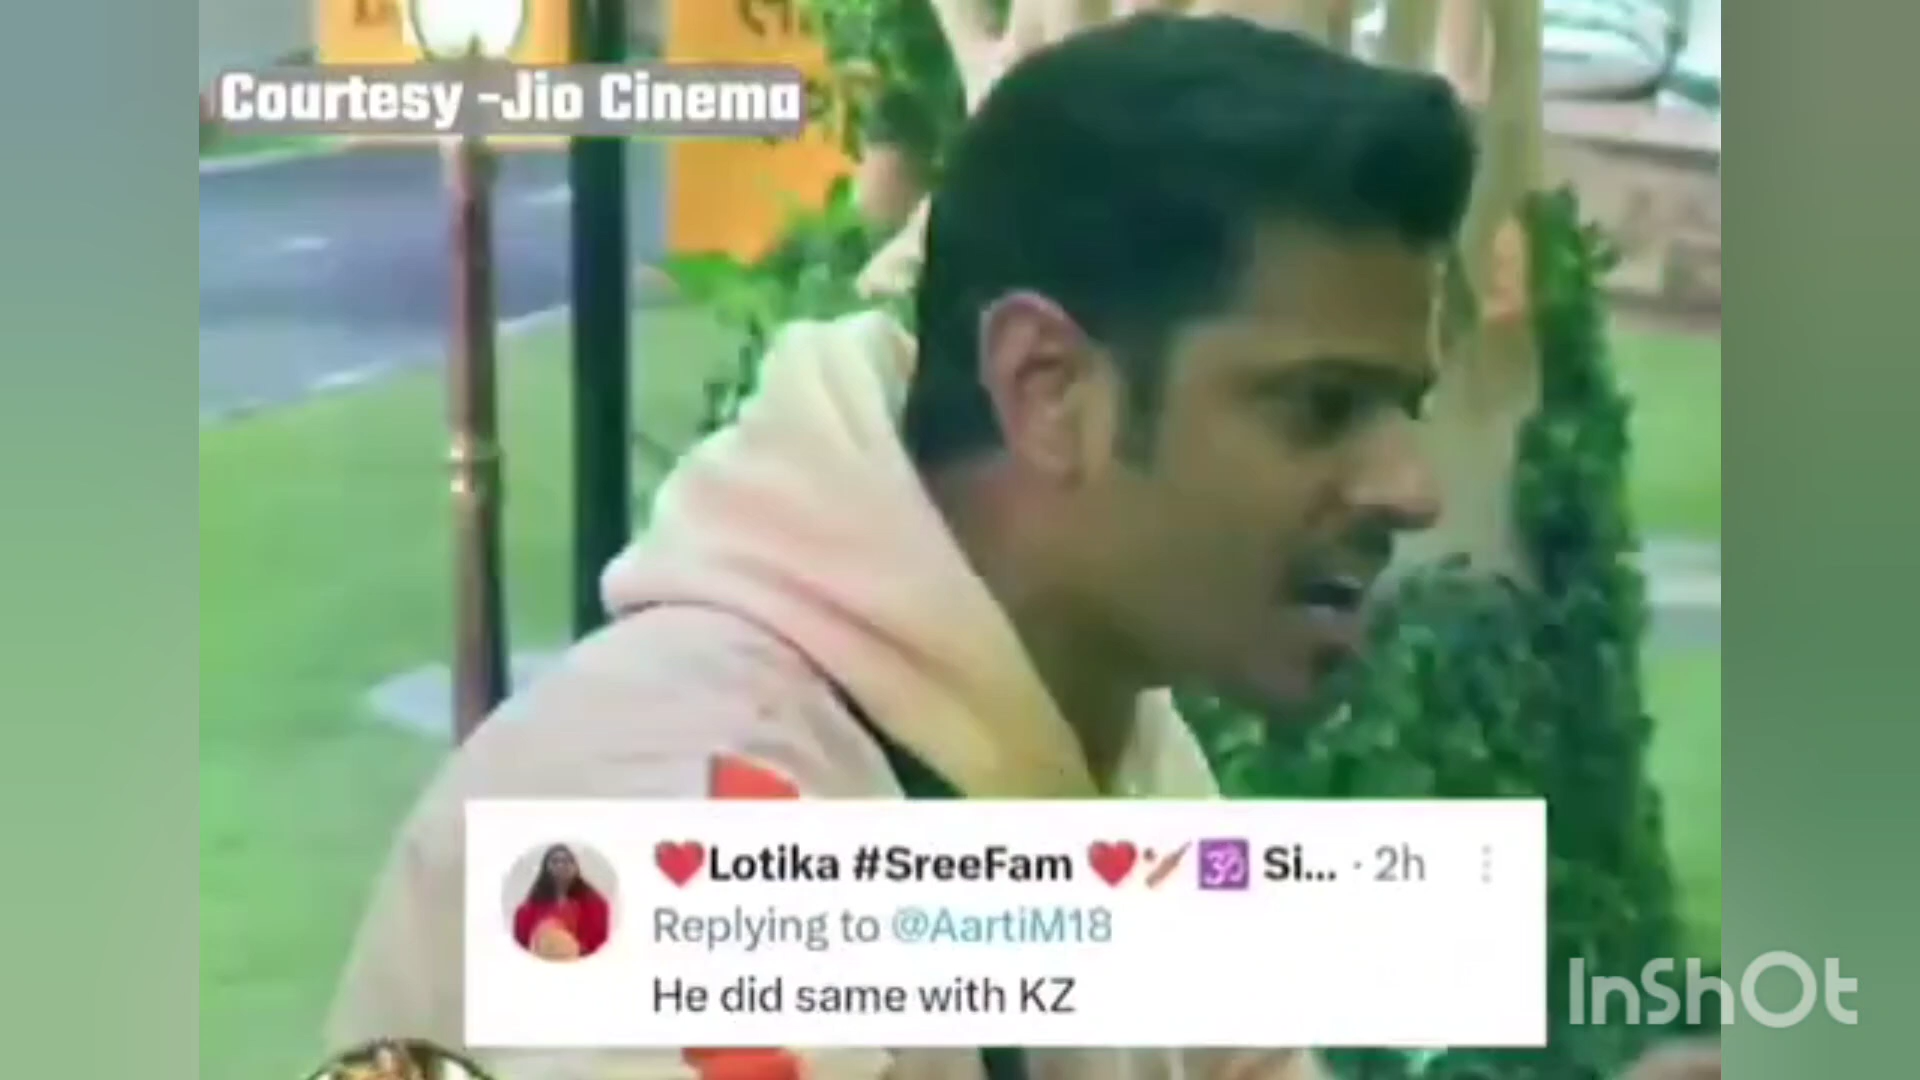 Courtesy -Jio Cinema
❤️Lotika #SreeFam ❤️🏏🕉️ Si... · 2h
Replying to @AartiM18
He did same with KZ
InShOt